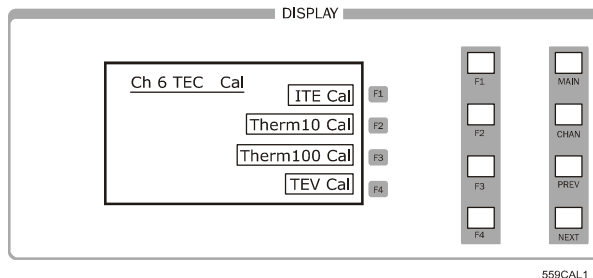 DISPLAY
Ch 6 TEC Cal
ITE Cal F1
Therm10 Cal F2
Therm100 Cal F3
TEV Cal F4
F1 MAIN
F2 CHAN
F3 PREV
F4 NEXT
559CAL1